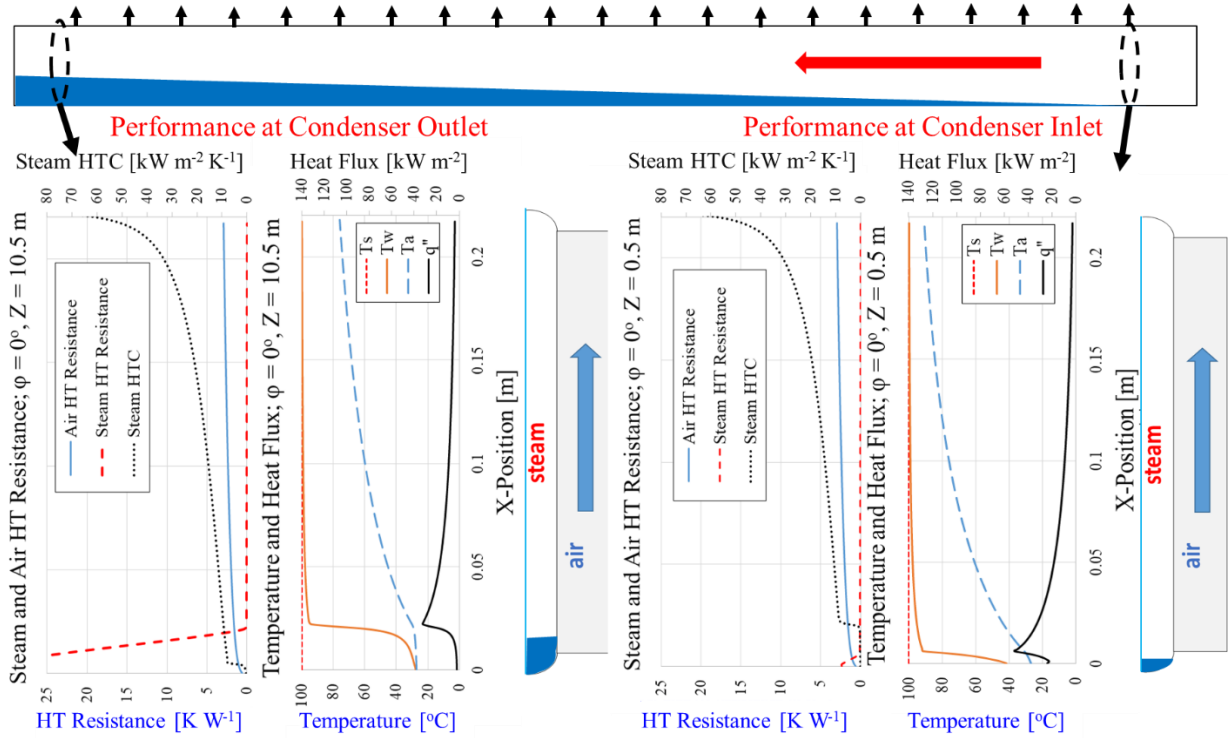 Performance at Condenser Outlet
Performance at Condenser Inlet
Steam HTC [kW m-2 K-1]
80 70 60 50 40 30 20 10 0
Steam and Air HT Resistance; φ = 0o, Z = 10.5 m
Air HT Resistance
Steam HT Resistance
Steam HTC
25 20 15 10 5 0
HT Resistance [K W-1]
Heat Flux [kW m-2]
140 120 100 80 60 40 20 0
Temperature and Heat Flux; φ = 0o, Z = 10.5 m
Ts
Tw
Ta
q"
100 80 60 40 20 0
Temperature [oC]
0 0.05 0.1 0.15 0.2
X-Position [m]
steam
air
Steam HTC [kW m-2 K-1]
80 70 60 50 40 30 20 10 0
Steam and Air HT Resistance; φ = 0o, Z = 0.5 m
Air HT Resistance
Steam HT Resistance
Steam HTC
25 20 15 10 5 0
HT Resistance [K W-1]
Heat Flux [kW m-2]
140 120 100 80 60 40 20 0
Temperature and Heat Flux; φ = 0o, Z = 0.5 m
Ts
Tw
Ta
q"
100 80 60 40 20 0
Temperature [oC]
0 0.05 0.1 0.15 0.2
X-Position [m]
steam
air